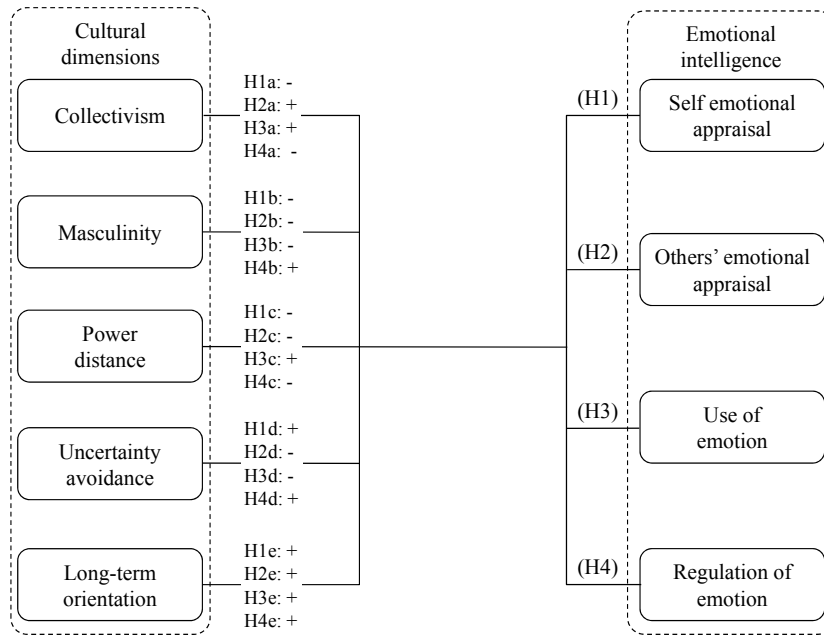 Cultural
dimensions
Collectivism
H1a: -
H2a: +
H3a: +
H4a: -
Masculinity
H1b: -
H2b: -
H3b: -
H4b: +
Power
distance
H1c: -
H2c: -
H3c: +
H4c: -
Uncertainty
avoidance
H1d: +
H2d: -
H3d: -
H4d: +
Long-term
orientation
H1e: +
H2e: +
H3e: +
H4e: +
Emotional
intelligence
(H1)
Self emotional
appraisal
(H2)
Others’ emotional
appraisal
(H3)
Use of
emotion
(H4)
Regulation of
emotion